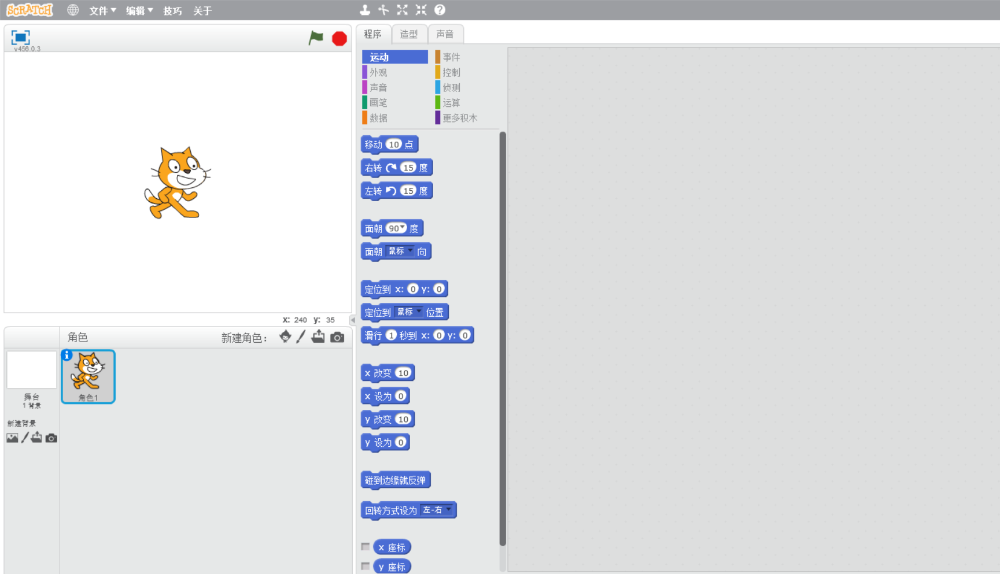 SCRATCH 文件 编辑 技巧 关于
v456.0.3
程序 造型 声音
运动 事件
外观 控制
声音 侦测
画笔 运算
数据 更多积木
移动 10 点
右转 15 度
左转 15 度
面朝 90 度
面朝 鼠标 向
定位到 x: 0 y: 0
定位到 鼠标 位置
滑行 1 秒到 x: 0 y: 0
x 改变 10
x 设为 0
y 改变 10
y 设为 0
碰到边缘就反弹
回转方式设为 左-右
x 座标
y 座标
x: 240 y: 35
角色 新建角色:
角色1
舞台
1 背景
新建背景